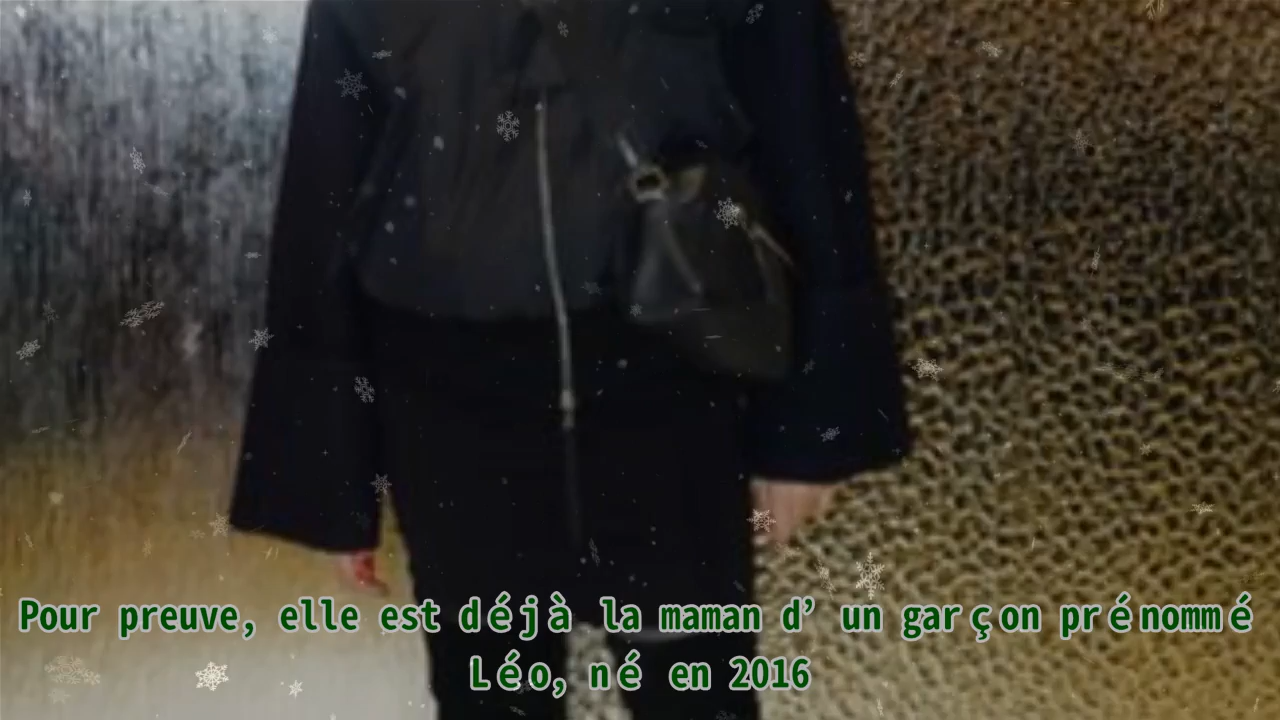 Pour preuve, elle est déjà la maman d’ un garçon prénommé
Léo, né en 2016